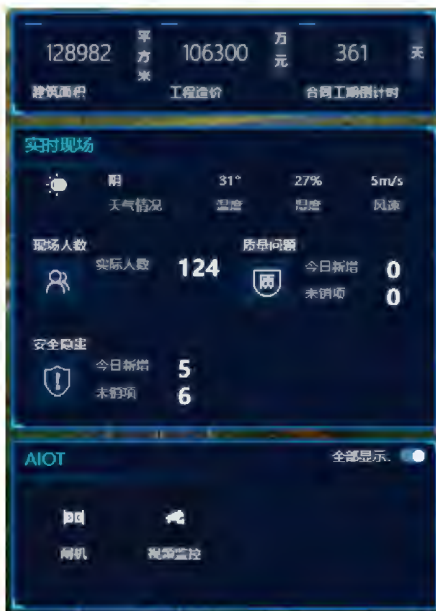 128982 平方米 106300 万元 361 天
建筑面积 工程造价 合同工期倒计时
实时现场
阴 31° 27% 5m/s
天气情况 温度 湿度 风速
现场人数 质量问题
实际人数 124 今日新增 0
质 未销项 0
安全隐患
今日新增 5
未销项 6
AIOT 全部显示
闸机 视频监控